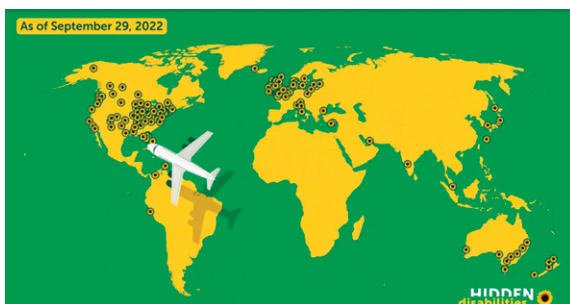 As of September 29, 2022
HIDDEN
disabilities